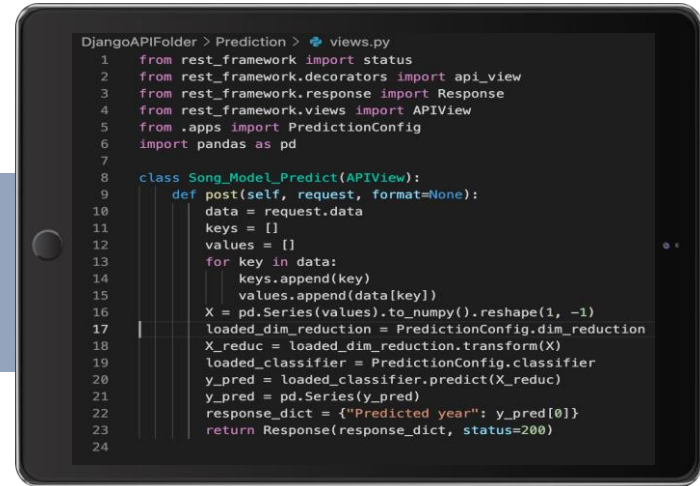 DjangoAPIFolder > Prediction > views.py
1 from rest_framework import status
2 from rest_framework.decorators import api_view
3 from rest_framework.response import Response
4 from rest_framework.views import APIView
5 from .apps import PredictionConfig
6 import pandas as pd
7
8 class Song_Model_Predict(APIView):
9     def post(self, request, format=None):
10         data = request.data
11         keys = []
12         values = []
13         for key in data:
14             keys.append(key)
15             values.append(data[key])
16         X = pd.Series(values).to_numpy().reshape(1, -1)
17         loaded_dim_reduction = PredictionConfig.dim_reduction
18         X_reduc = loaded_dim_reduction.transform(X)
19         loaded_classifier = PredictionConfig.classifier
20         y_pred = loaded_classifier.predict(X_reduc)
21         y_pred = pd.Series(y_pred)
22         response_dict = {"Predicted year": y_pred[0]}
23         return Response(response_dict, status=200)
24